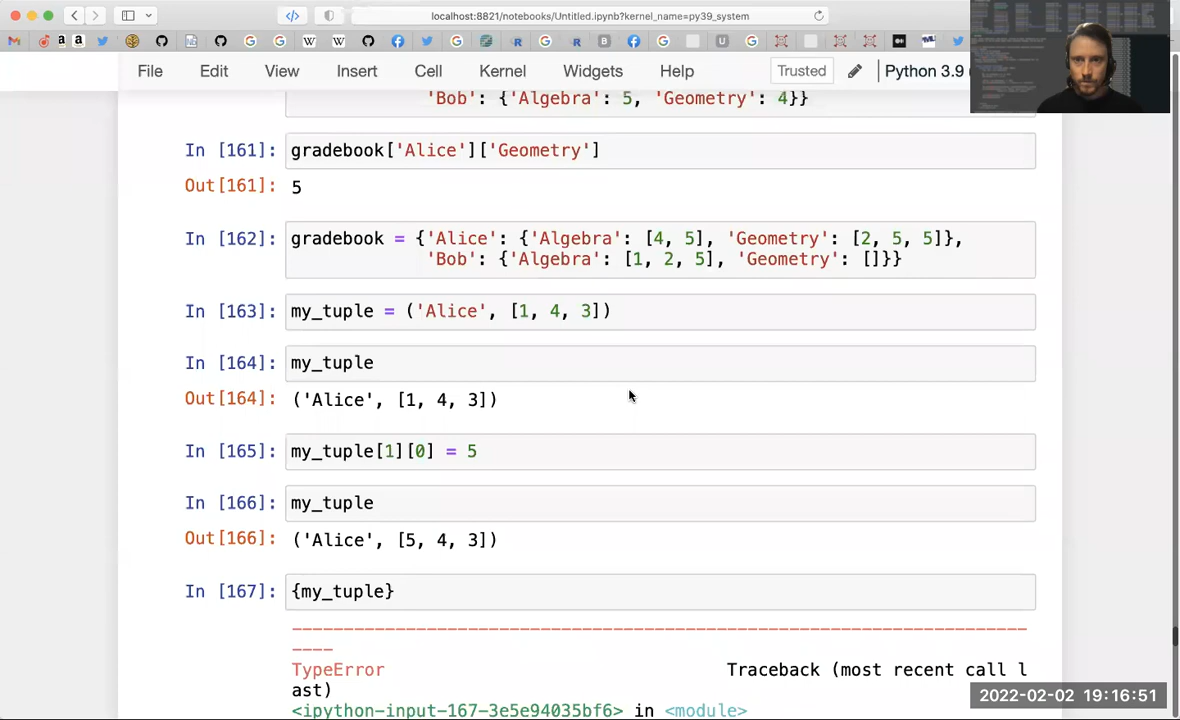 localhost:8821/notebooks/Untitled.ipynb?kernel_name=py39_system
File Edit View Insert Cell Kernel Widgets Help Trusted Python 3.9
'Bob': {'Algebra': 5, 'Geometry': 4}}
In [161]: gradebook['Alice']['Geometry']
Out[161]: 5
In [162]: gradebook = {'Alice': {'Algebra': [4, 5], 'Geometry': [2, 5, 5]},
'Bob': {'Algebra': [1, 2, 5], 'Geometry': []}}
In [163]: my_tuple = ('Alice', [1, 4, 3])
In [164]: my_tuple
Out[164]: ('Alice', [1, 4, 3])
In [165]: my_tuple[1][0] = 5
In [166]: my_tuple
Out[166]: ('Alice', [5, 4, 3])
In [167]: {my_tuple}
---------------------------------------------------------------------------
TypeError Traceback (most recent call l
ast)
<ipython-input-167-3e5e94035bf6> in <module>
2022-02-02 19:16:51